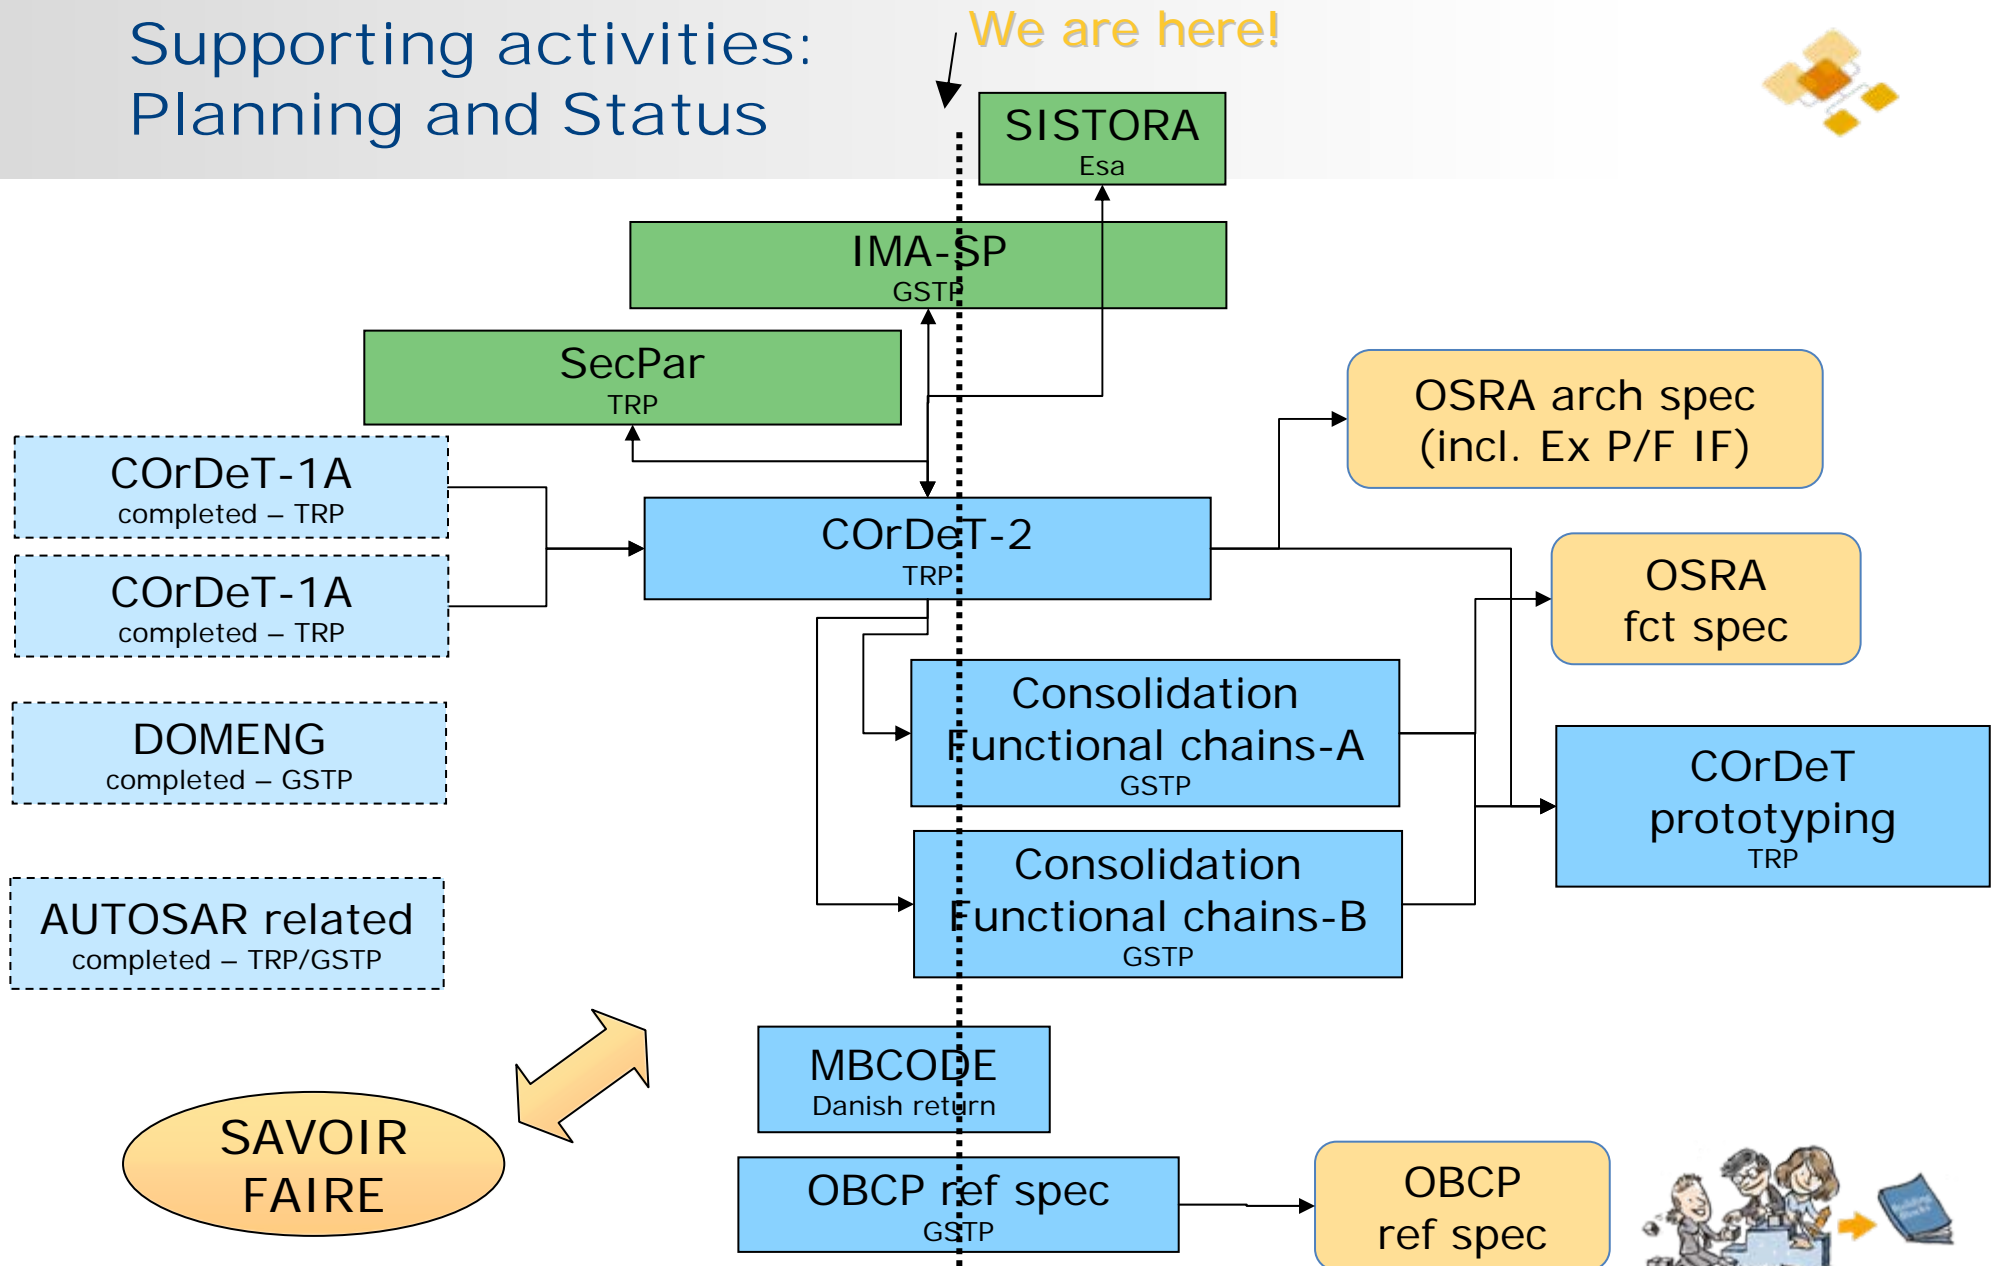 Supporting activities:
Planning and Status
We are here!
SISTORA
Esa
IMA-SP
GSTP
SecPar
TRP
OSRA arch spec
(incl. Ex P/F IF)
COrDeT-1A
completed – TRP
COrDeT-2
TRP
COrDeT-1A
completed – TRP
OSRA
fct spec
Consolidation
Functional chains-A
GSTP
DOMENG
completed – GSTP
COrDeT
prototyping
TRP
Consolidation
Functional chains-B
GSTP
AUTOSAR related
completed – TRP/GSTP
MBCODE
Danish return
SAVOIR
FAIRE
OBCP ref spec
GSTP
OBCP
ref spec
Building
Blocks